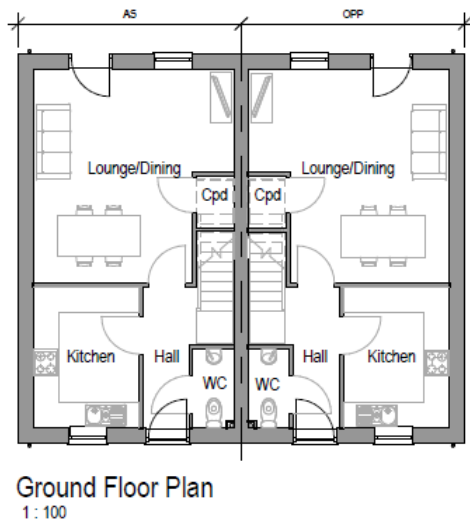 AS OPP
Lounge/Dining Lounge/Dining
Cpd Cpd
Kitchen Hall Hall Kitchen
WC WC
Ground Floor Plan
1 : 100